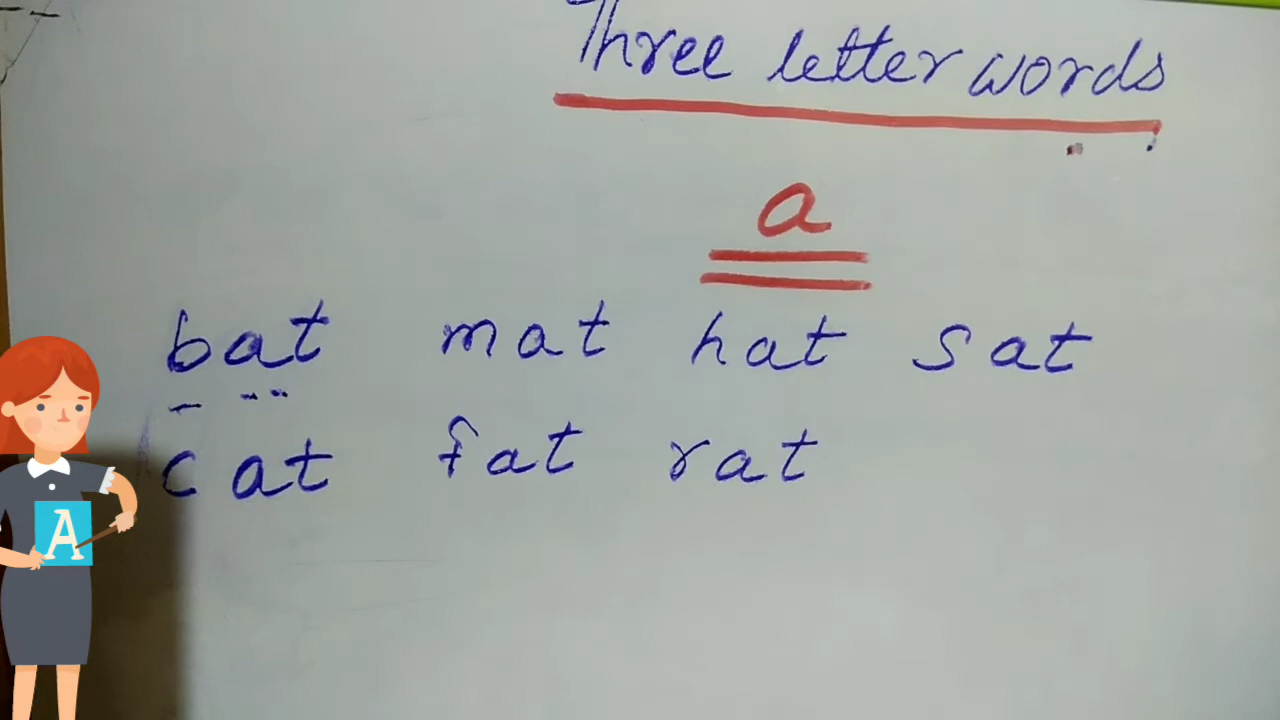 Three letter words
a
bat mat hat sat
cat fat rat
A